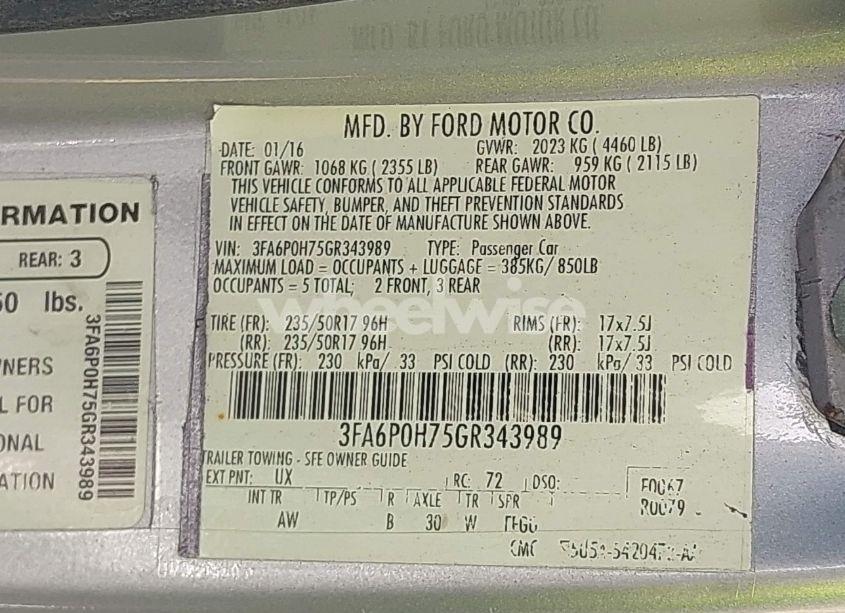 RMATION
REAR: 3
lbs.
NERS
L FOR
ONAL
ATION
3FA6P0H75GR343989
MFD. BY FORD MOTOR CO.
DATE: 01/16 GVWR: 2023 KG ( 4460 LB)
FRONT GAWR: 1068 KG ( 2355 LB) REAR GAWR: 959 KG ( 2115 LB)
THIS VEHICLE CONFORMS TO ALL APPLICABLE FEDERAL MOTOR
VEHICLE SAFETY, BUMPER, AND THEFT PREVENTION STANDARDS
IN EFFECT ON THE DATE OF MANUFACTURE SHOWN ABOVE.
VIN: 3FA6P0H75GR343989 TYPE: Passenger Car
MAXIMUM LOAD = OCCUPANTS + LUGGAGE = 385KG/ 850LB
OCCUPANTS = 5 TOTAL; 2 FRONT, 3 REAR
wheelwise
TIRE (FR): 235/50R17 96H RIMS (FR): 17x7.5J
(RR): 235/50R17 96H (RR): 17x7.5J
PRESSURE (FR): 230 kPa/ 33 PSI COLD (RR): 230 kPa/ 33 PSI COLD
3FA6P0H75GR343989
TRAILER TOWING - SEE OWNER GUIDE
EXT PNT: UX RC: 72 DSO: F0067
INT TR TP/PS R AXLE TR SPR R0079
AW B 30 W